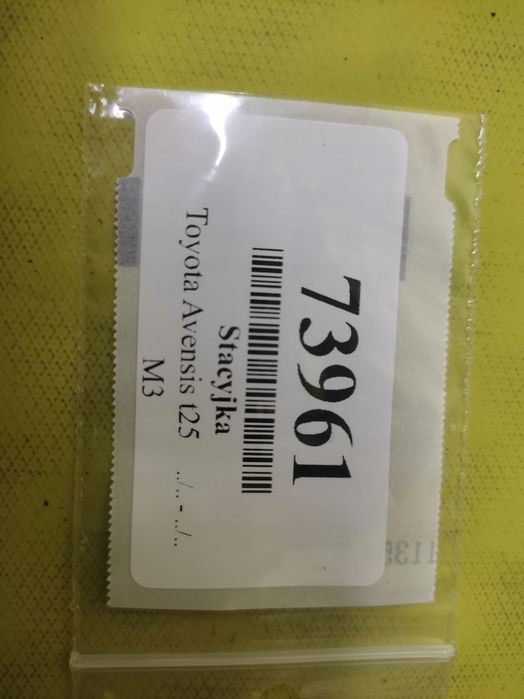 73961
Stacyjka
Toyota Avensis t25 ../.. - ../..
M3